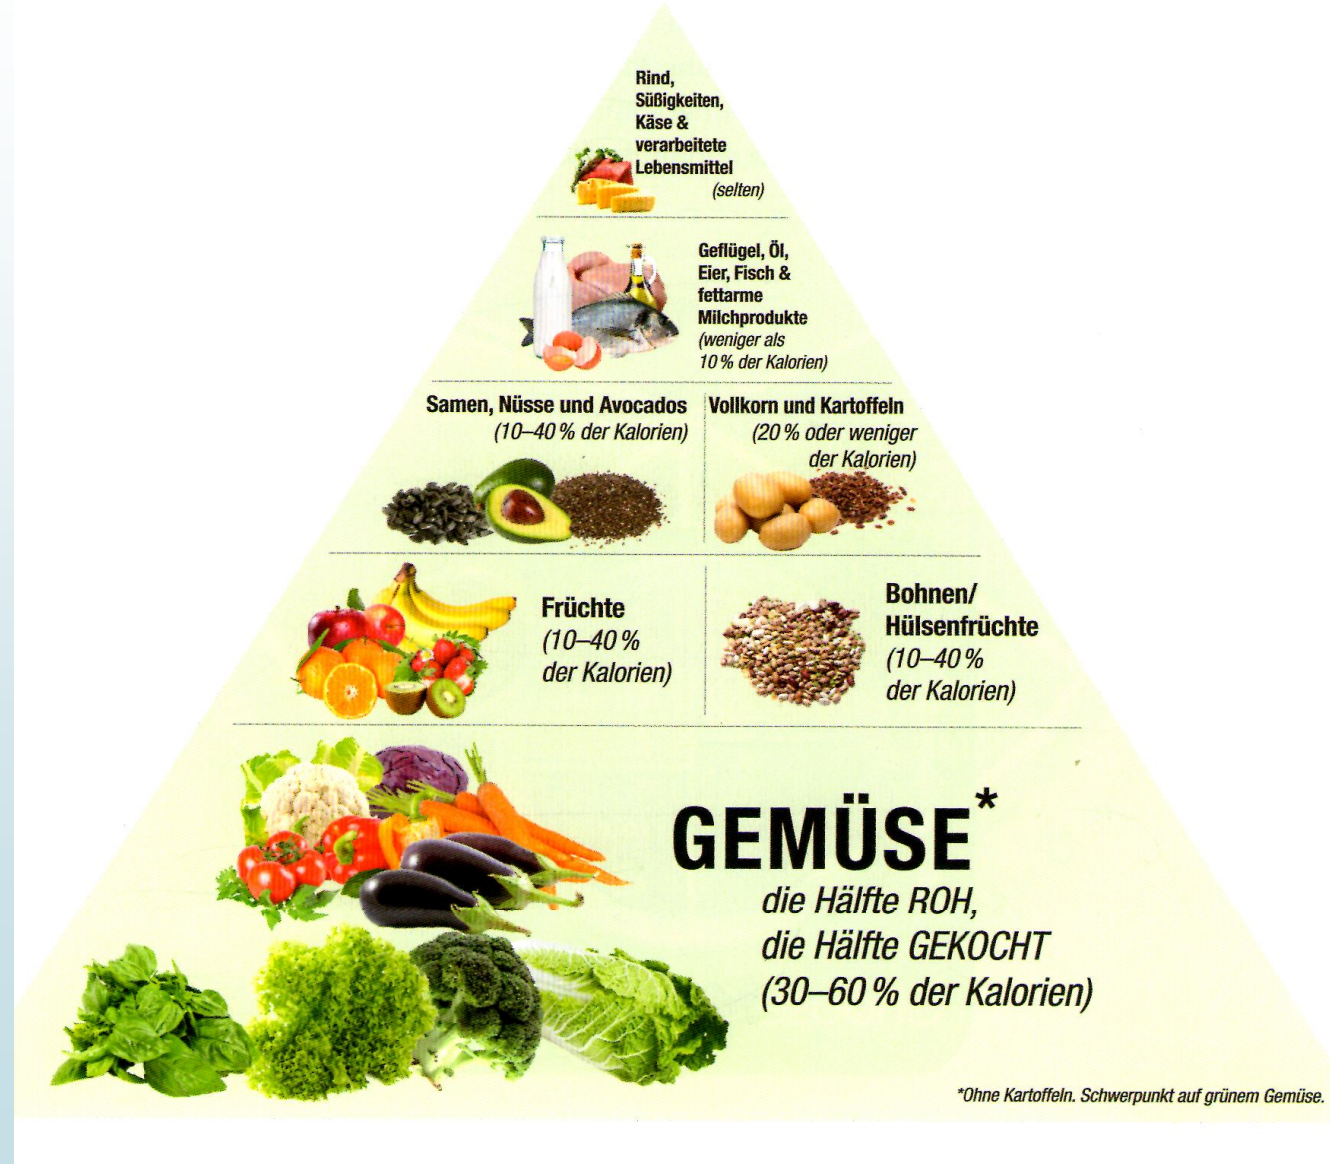 Rind,
Süßigkeiten,
Käse &
verarbeitete
Lebensmittel
(selten)
Geflügel, Öl,
Eier, Fisch &
fettarme
Milchprodukte
(weniger als
10 % der Kalorien)
Samen, Nüsse und Avocados
(10–40 % der Kalorien)
Vollkorn und Kartoffeln
(20 % oder weniger
der Kalorien)
Früchte
(10–40 %
der Kalorien)
Bohnen/
Hülsenfrüchte
(10–40 %
der Kalorien)
GEMÜSE*
die Hälfte ROH,
die Hälfte GEKOCHT
(30–60 % der Kalorien)
*Ohne Kartoffeln. Schwerpunkt auf grünem Gemüse.